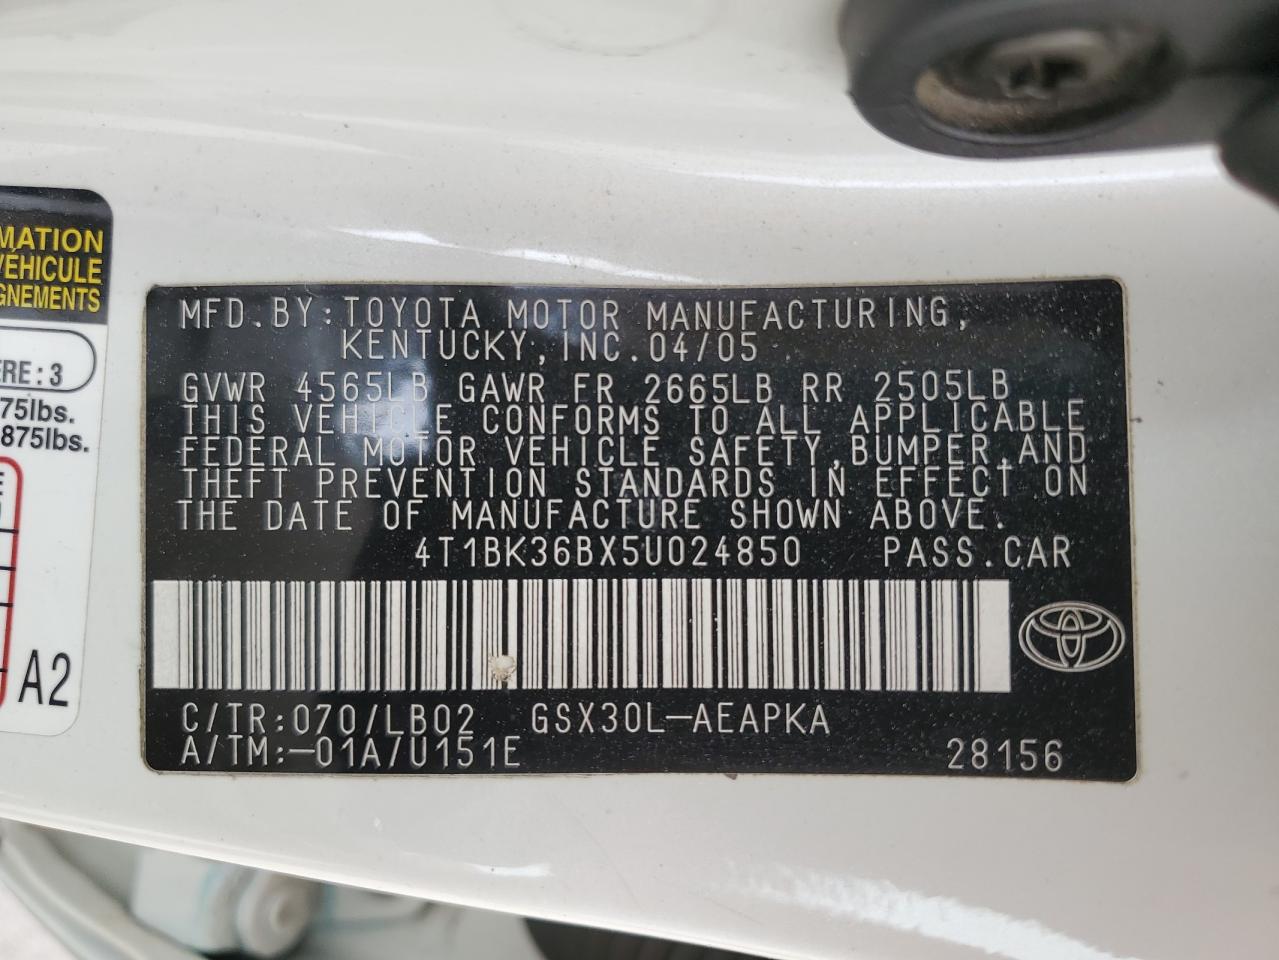 MATION
VÉHICULE
GNEMENTS
ERE : 3
75lbs.
875lbs.
E
A2
MFD.BY:TOYOTA MOTOR MANUFACTURING,
KENTUCKY,INC.04/05
GVWR 4565LB GAWR FR 2665LB RR 2505LB
THIS VEHICLE CONFORMS TO ALL APPLICABLE
FEDERAL MOTOR VEHICLE SAFETY,BUMPER,AND
THEFT PREVENTION STANDARDS IN EFFECT ON
THE DATE OF MANUFACTURE SHOWN ABOVE.
4T1BK36BX5U024850 PASS.CAR
C/TR:070/LB02 GSX30L-AEAPKA
A/TM:-01A/U151E 28156